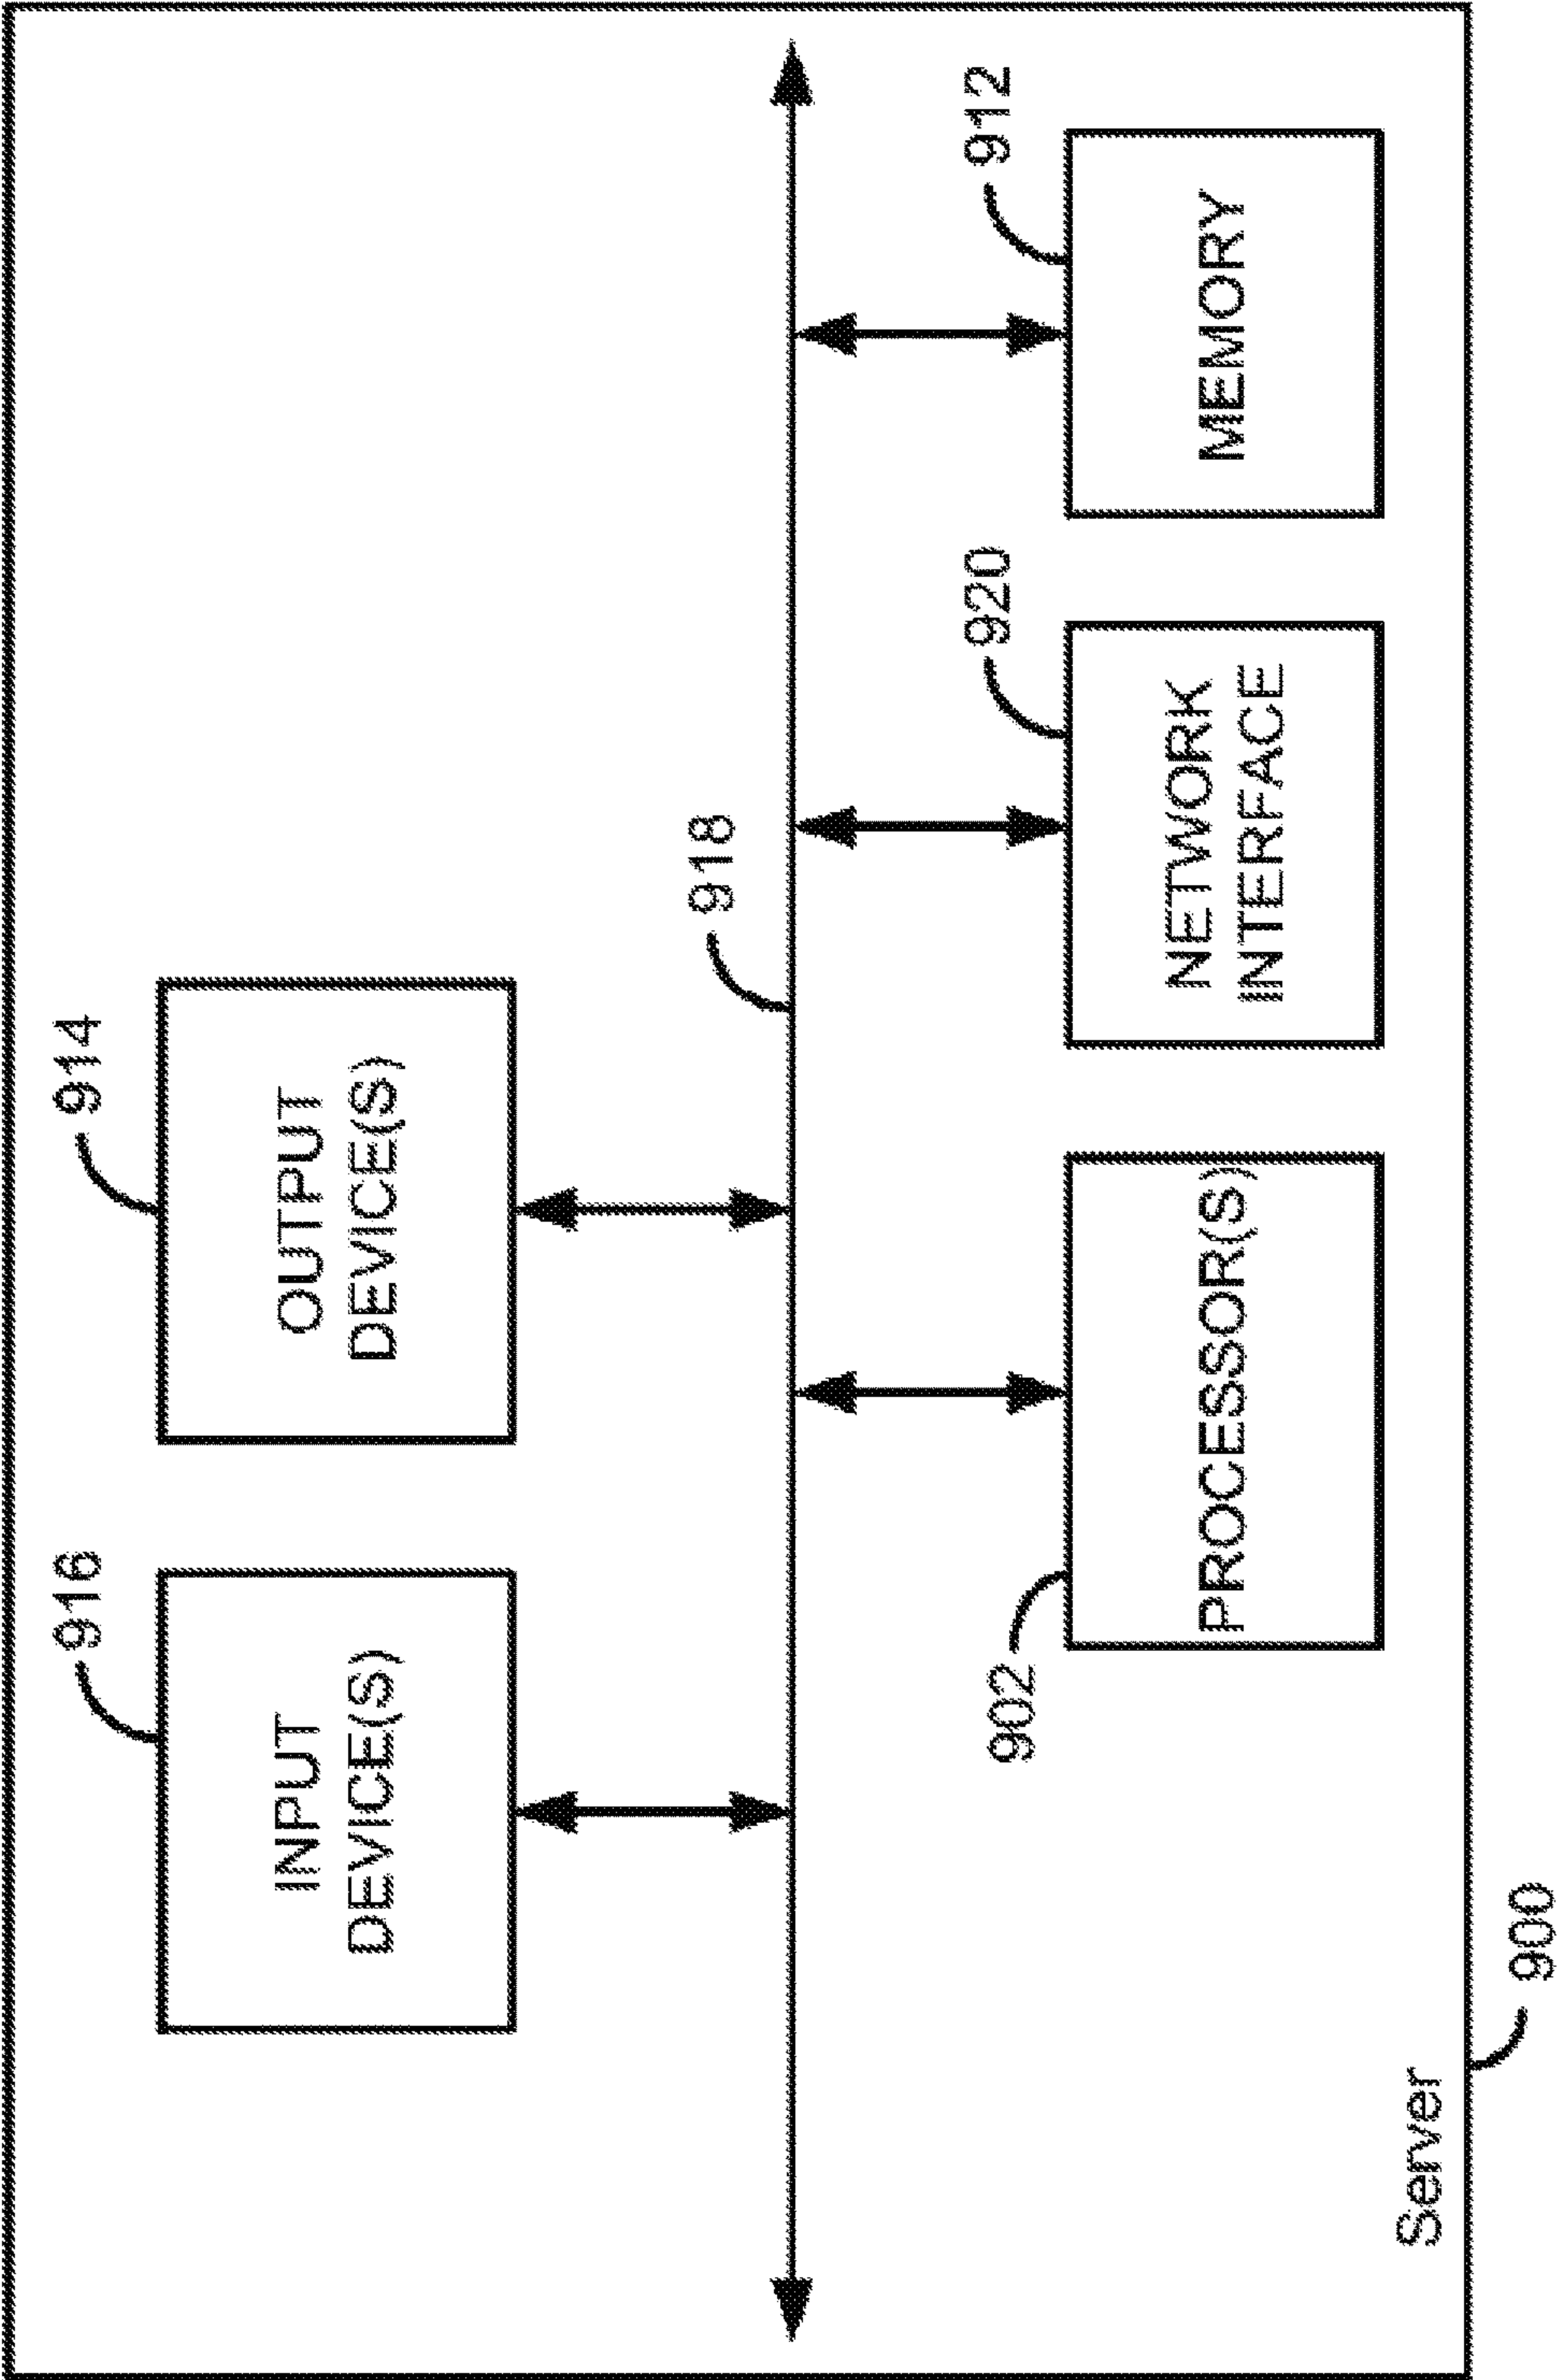 916
INPUT
DEVICE(S)
914
OUTPUT
DEVICE(S)
918
902
PROCESSOR(S)
920
NETWORK
INTERFACE
912
MEMORY
Server
900